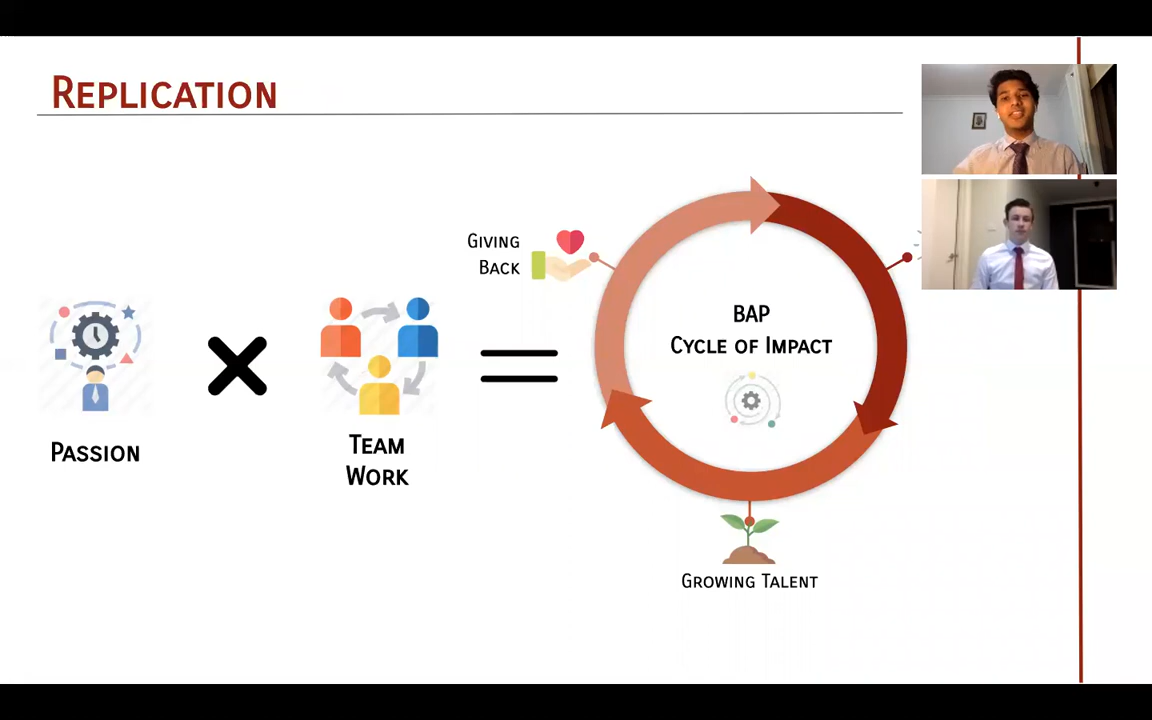 Replication
Giving
Back
BAP
Cycle of Impact
Passion
Team
Work
Growing Talent